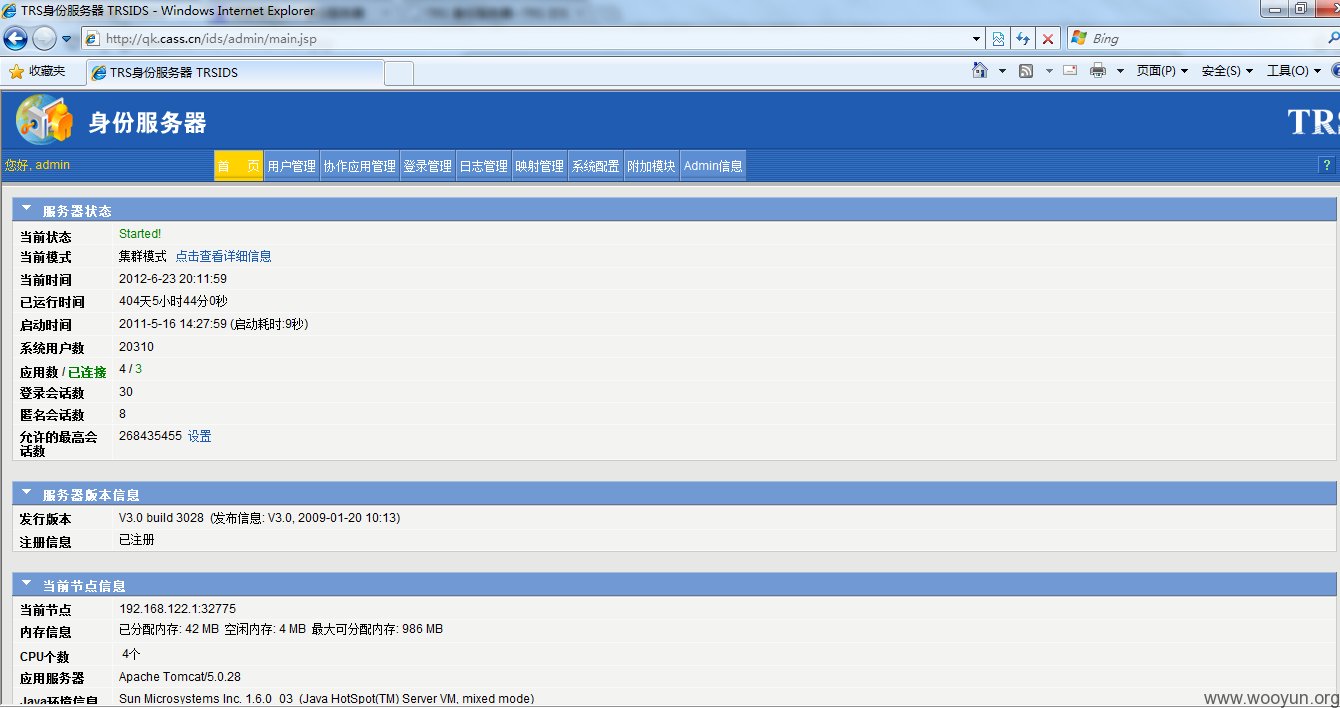 TRS身份服务器 TRSIDS - Windows Internet Explorer
http://qk.cass.cn/ids/admin/main.jsp
Bing
收藏夹
TRS身份服务器 TRSIDS
页面(P)
安全(S)
工具(O)
身份服务器
TRS
您好, admin
首 页
用户管理
协作应用管理
登录管理
日志管理
映射管理
系统配置
附加模块
Admin信息
?
服务器状态
当前状态 Started!
当前模式 集群模式 点击查看详细信息
当前时间 2012-6-23 20:11:59
已运行时间 404天5小时44分0秒
启动时间 2011-5-16 14:27:59 (启动耗时:9秒)
系统用户数 20310
应用数 / 已连接 4 / 3
登录会话数 30
匿名会话数 8
允许的最高会话数 268435455 设置
服务器版本信息
发行版本 V3.0 build 3028 (发布信息: V3.0, 2009-01-20 10:13)
注册信息 已注册
当前节点信息
当前节点 192.168.122.1:32775
内存信息 已分配内存: 42 MB 空闲内存: 4 MB 最大可分配内存: 986 MB
CPU个数 4个
应用服务器 Apache Tomcat/5.0.28
Java环境信息 Sun Microsystems Inc. 1.6.0_03 (Java HotSpot(TM) Server VM, mixed mode)
www.wooyun.org